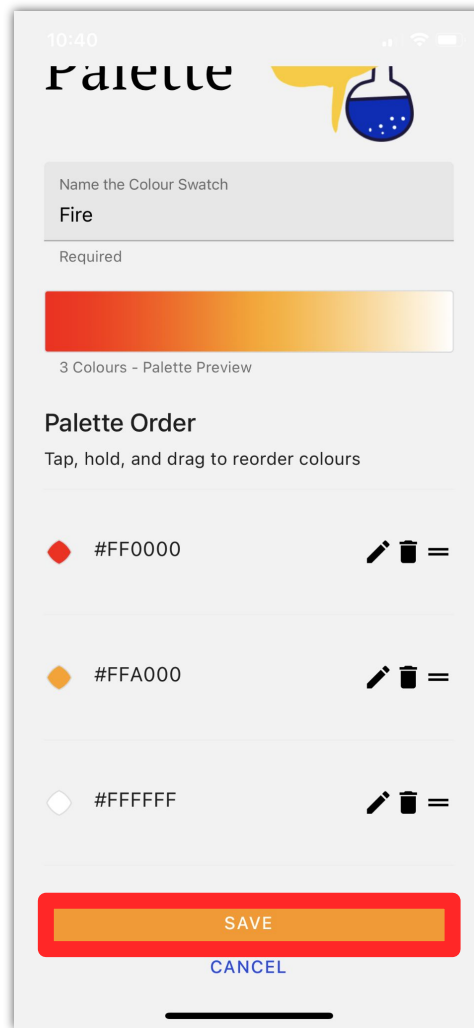 10:40
Palette
Name the Colour Swatch
Fire
Required
3 Colours - Palette Preview
Palette Order
Tap, hold, and drag to reorder colours
#FF0000
#FFA000
#FFFFFF
SAVE
CANCEL